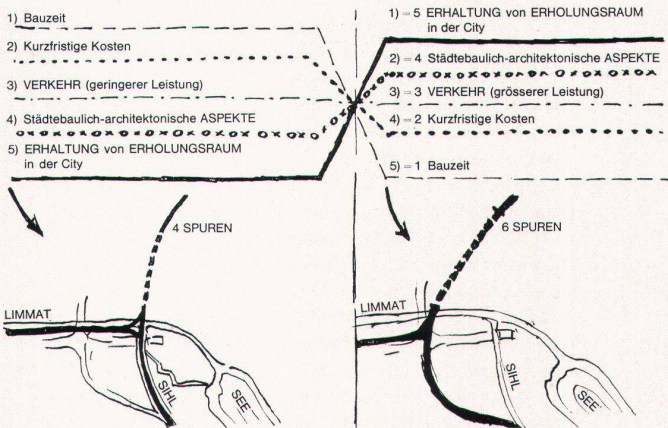 1) Bauzeit
2) Kurzfristige Kosten
3) VERKEHR (geringerer Leistung)
4) Städtebaulich-architektonische ASPEKTE
5) ERHALTUNG von ERHOLUNGSRAUM
in der City
1) = 5 ERHALTUNG von ERHOLUNGSRAUM
in der City
2) = 4 Städtebaulich-architektonische ASPEKTE
3) = 3 VERKEHR (grösserer Leistung)
4) = 2 Kurzfristige Kosten
5) = 1 Bauzeit
4 SPUREN
LIMMAT
SIHL
SEE
6 SPUREN
LIMMAT
SIHL
SEE